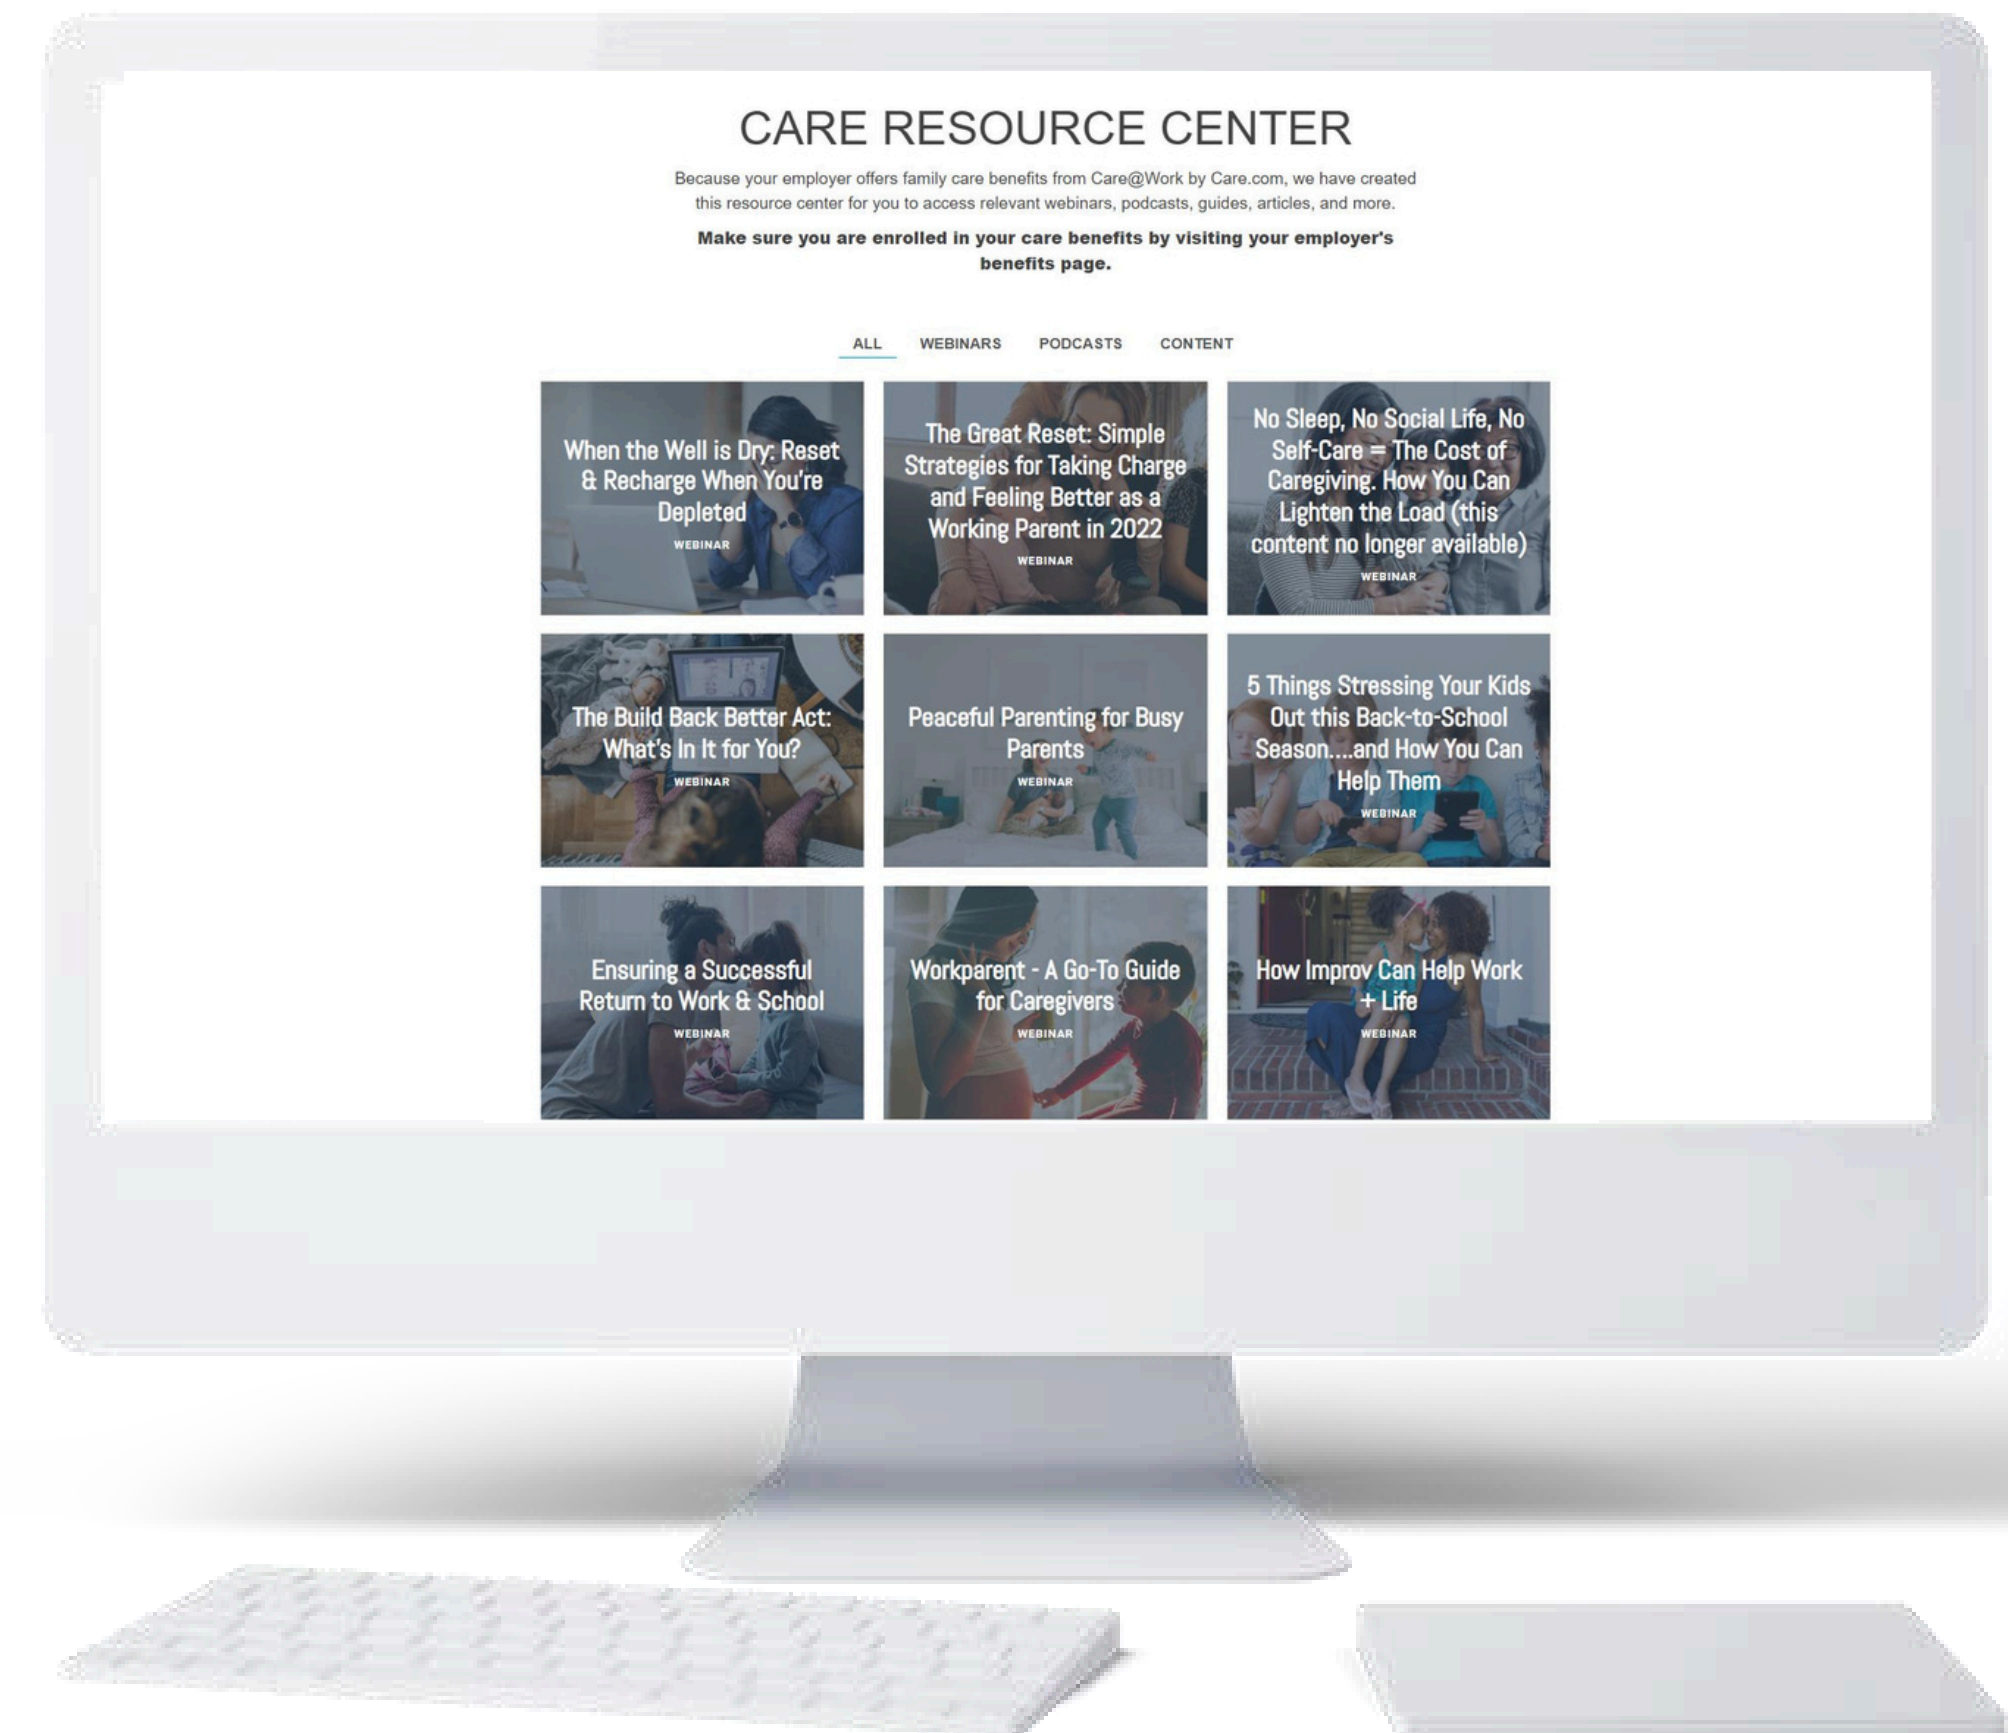 CARE RESOURCE CENTER
Because your employer offers family care benefits from Care@Work by Care.com, we have created
this resource center for you to access relevant webinars, podcasts, guides, articles, and more.
Make sure you are enrolled in your care benefits by visiting your employer's
benefits page.
ALL WEBINARS PODCASTS CONTENT
When the Well is Dry: Reset
& Recharge When You're
Depleted
WEBINAR
The Great Reset: Simple
Strategies for Taking Charge
and Feeling Better as a
Working Parent in 2022
WEBINAR
No Sleep, No Social Life, No
Self-Care = The Cost of
Caregiving. How You Can
Lighten the Load (this
content no longer available)
WEBINAR
The Build Back Better Act:
What's In It for You?
WEBINAR
Peaceful Parenting for Busy
Parents
WEBINAR
5 Things Stressing Your Kids
Out this Back-to-School
Season....and How You Can
Help Them
WEBINAR
Ensuring a Successful
Return to Work & School
WEBINAR
Workparent - A Go-To Guide
for Caregivers
WEBINAR
How Improv Can Help Work
+ Life
WEBINAR